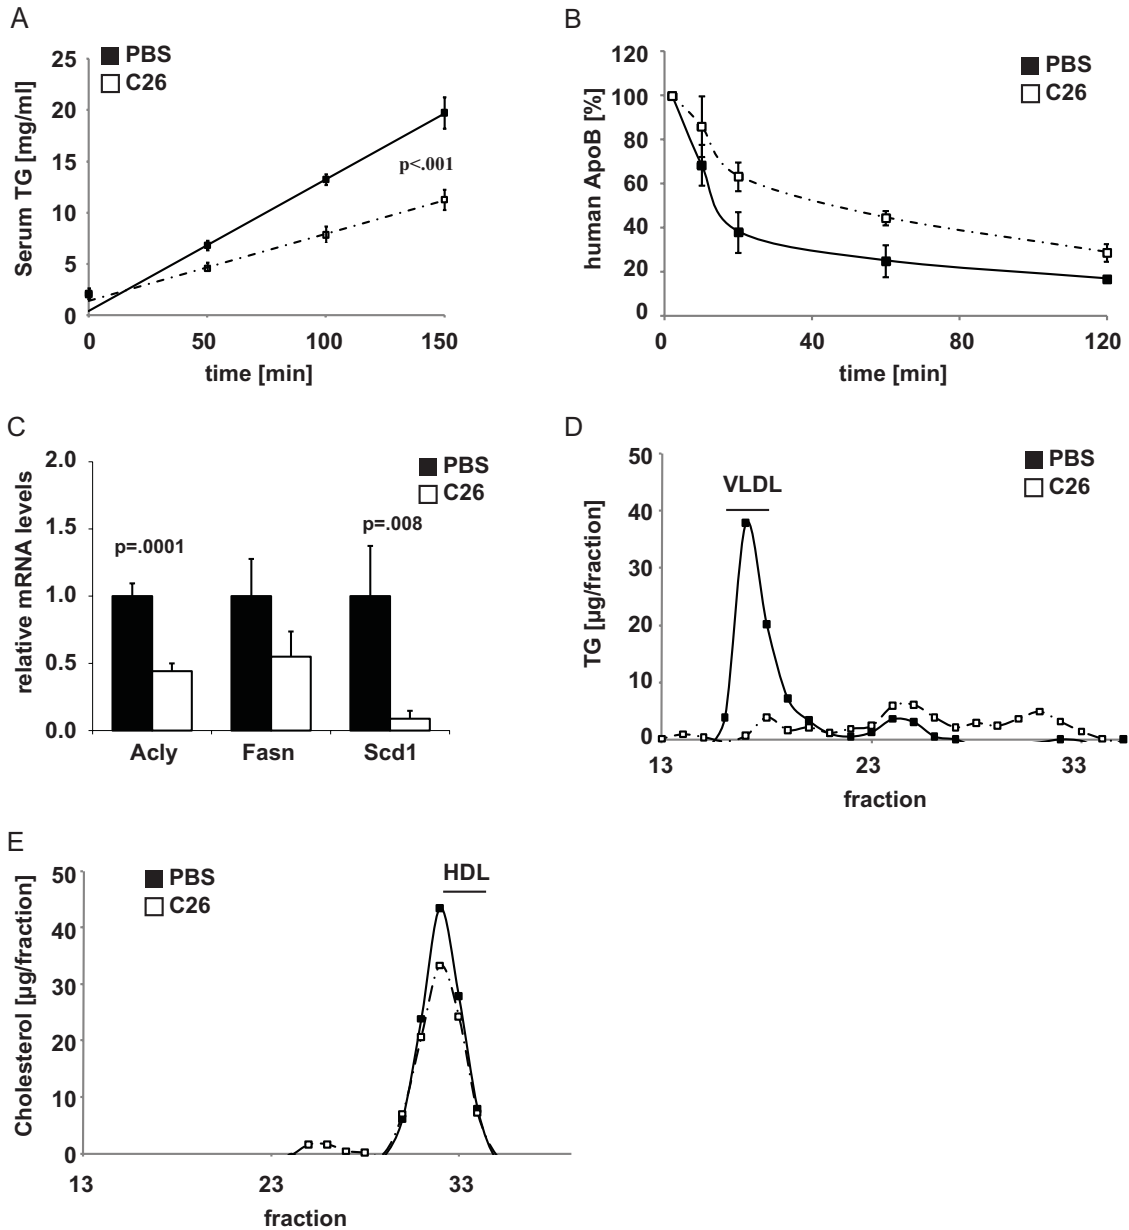 A
B
PBS
C26
25
20
15
10
5
0
Serum TG [mg/ml]
p<.001
0
50
100
150
time [min]
PBS
C26
120
100
80
60
40
20
0
human ApoB [%]
0
40
80
120
time [min]
C
D
2.0
1.5
1.0
0.5
0.0
relative mRNA levels
PBS
C26
p=.0001
p=.008
Acly
Fasn
Scd1
50
40
30
20
10
0
TG [µg/fraction]
VLDL
PBS
C26
13
23
33
fraction
E
50
40
30
20
10
0
Cholesterol [µg/fraction]
PBS
C26
HDL
13
23
33
fraction